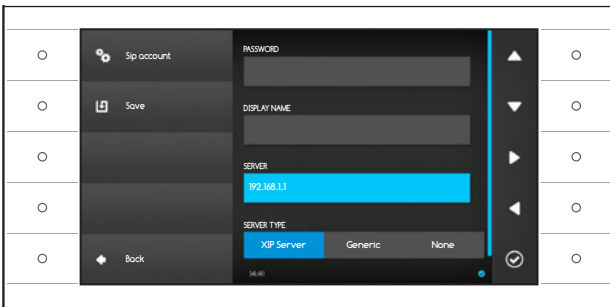 Sip account
Save
Back
PASSWORD
DISPLAY NAME
SERVER
192.168.1.1
SERVER TYPE
XIP Server Generic None
14:41